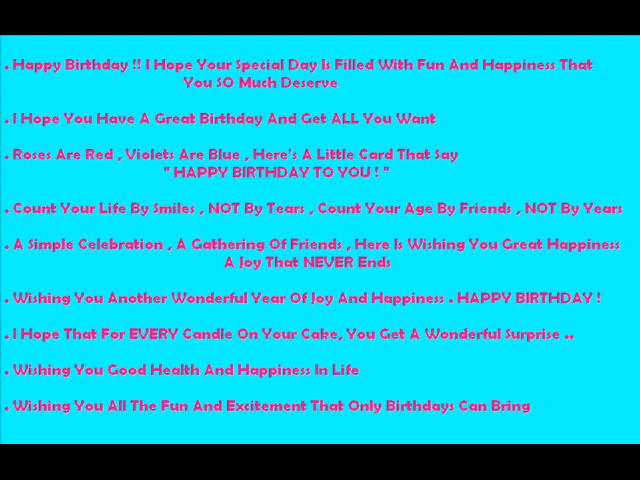 . Happy Birthday !! I Hope Your Special Day Is Filled With Fun And Happiness That
You SO Much Deserve
. I Hope You Have A Great Birthday And Get ALL You Want
. Roses Are Red , Violets Are Blue , Here's A Little Card That Say
" HAPPY BIRTHDAY TO YOU ! "
. Count Your Life By Smiles , NOT By Tears , Count Your Age By Friends , NOT By Years
. A Simple Celebration , A Gathering Of Friends , Here Is Wishing You Great Happiness
A Joy That NEVER Ends
. Wishing You Another Wonderful Year Of Joy And Happiness . HAPPY BIRTHDAY !
. I Hope That For EVERY Candle On Your Cake, You Get A Wonderful Surprise ..
. Wishing You Good Health And Happiness In Life
. Wishing You All The Fun And Excitement That Only Birthdays Can Bring